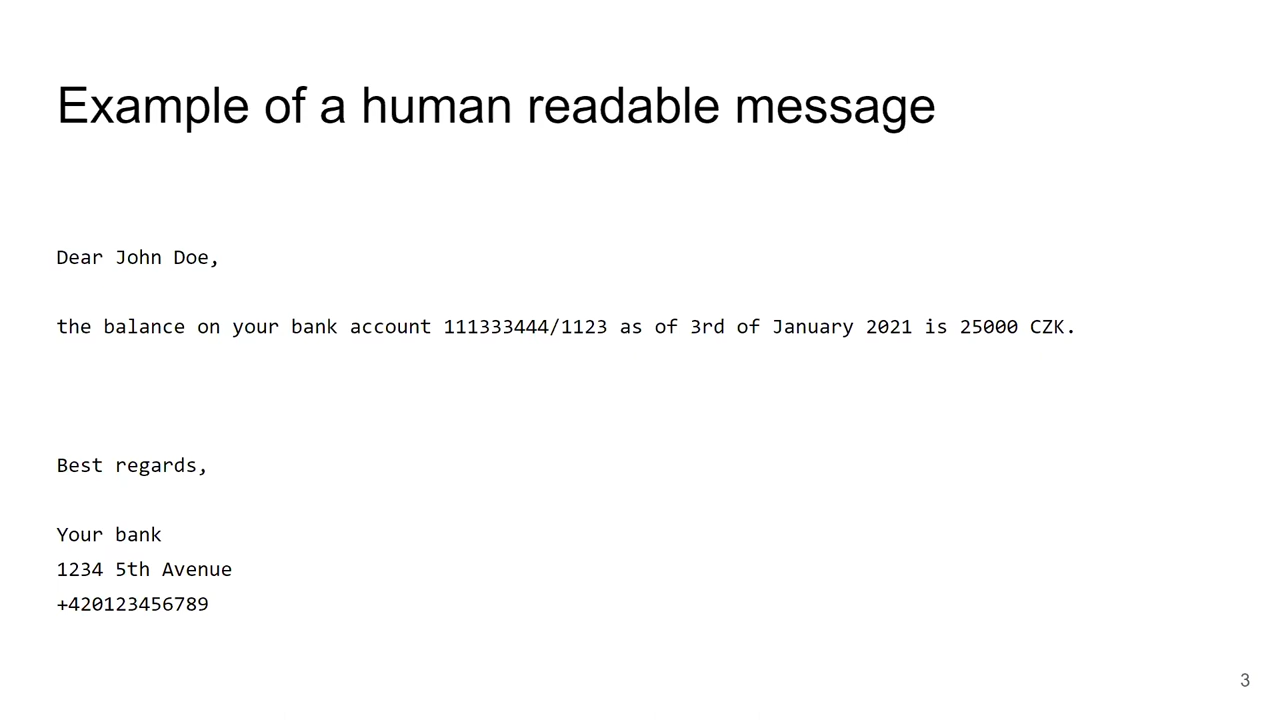 Example of a human readable message
Dear John Doe,
the balance on your bank account 111333444/1123 as of 3rd of January 2021 is 25000 CZK.
Best regards,
Your bank
1234 5th Avenue
+420123456789
3